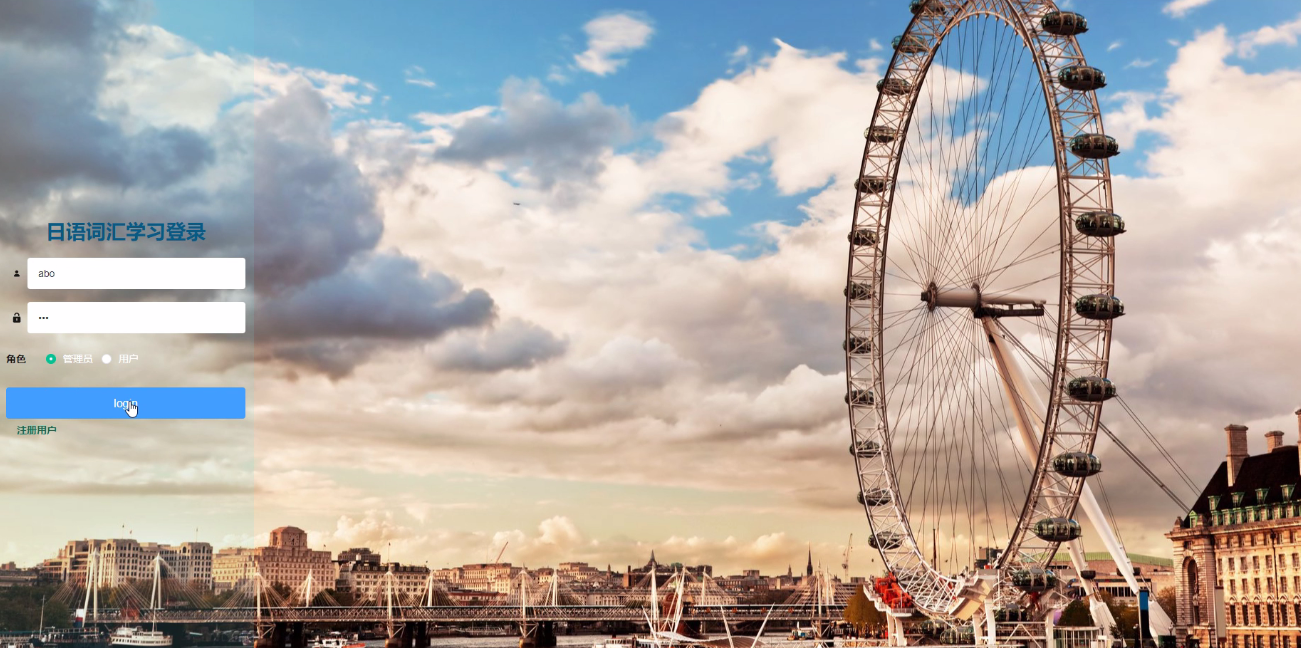 日语词汇学习登录
abo
•••
角色 管理员 用户
login
注册用户